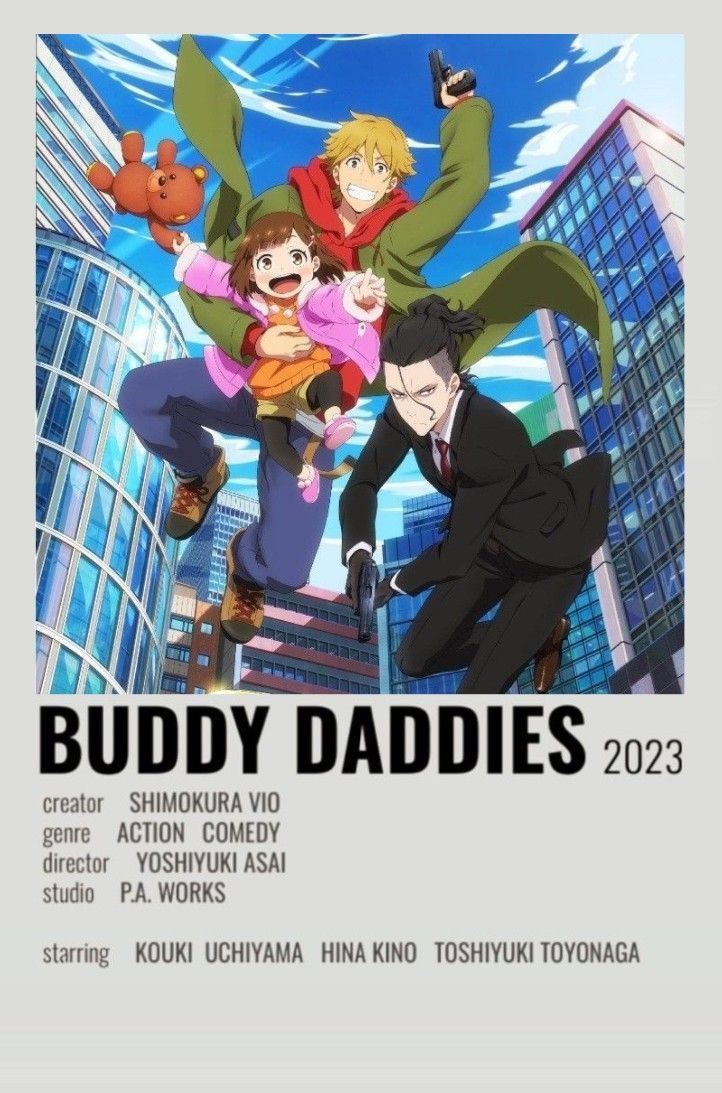 BUDDY DADDIES 2023
creator SHIMOKURA VIO
genre ACTION COMEDY
director YOSHIYUKI ASAI
studio P.A. WORKS
starring KOUKI UCHIYAMA HINA KINO TOSHIYUKI TOYONAGA